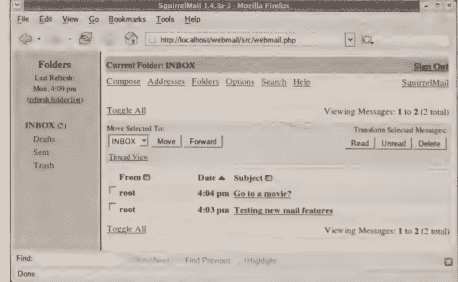 SquirrelMail 1.4.3a-3 - Mozilla Firefox
File Edit View Go Bookmarks Tools Help
http://localhost/webmail/src/webmail.php
Folders
Last Refresh:
Mon, 4:09 pm
(refresh folder list)
INBOX (2)
Drafts
Sent
Trash
Current Folder: INBOX
Sign Out
Compose Addresses Folders Options Search Help
SquirrelMail
Toggle All
Viewing Messages: 1 to 2 (2 total)
Move Selected To:
Transform Selected Messages:
INBOX Move Forward
Read Unread Delete
Thread View
From Date Subject
root 4:04 pm Go to a movie?
root 4:03 pm Testing new mail features
Toggle All
Viewing Messages: 1 to 2 (2 total)
Find:
Find Previous Highlight
Done